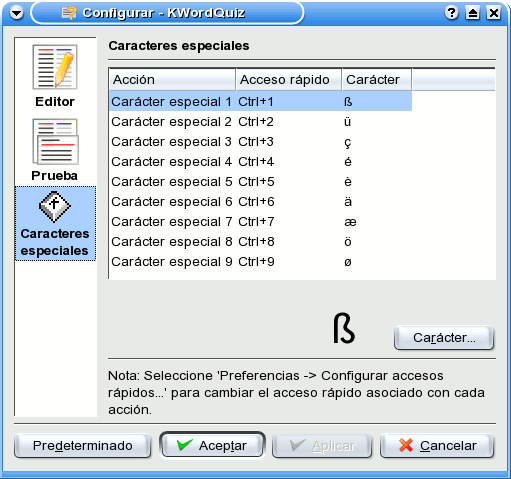 Configurar - KWordQuiz
Editor
Prueba
Caracteres
especiales
Caracteres especiales
Acción Acceso rápido Carácter
Carácter especial 1 Ctrl+1 ß
Carácter especial 2 Ctrl+2 ü
Carácter especial 3 Ctrl+3 ç
Carácter especial 4 Ctrl+4 é
Carácter especial 5 Ctrl+5 è
Carácter especial 6 Ctrl+6 ä
Carácter especial 7 Ctrl+7 æ
Carácter especial 8 Ctrl+8 ö
Carácter especial 9 Ctrl+9 ø
ß
Carácter...
Nota: Seleccione 'Preferencias -> Configurar accesos
rápidos...' para cambiar el acceso rápido asociado con cada
acción.
Predeterminado Aceptar Aplicar Cancelar